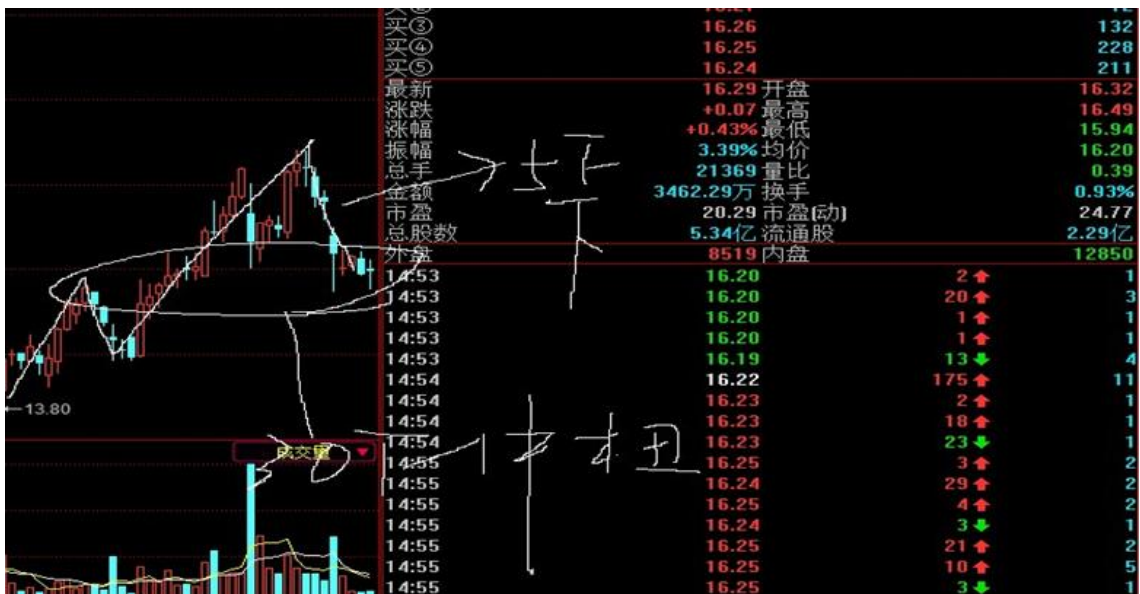 买③ 16.26 132
买④ 16.25 228
买⑤ 16.24 211
最新 16.29 开盘 16.32
涨跌 +0.07 最高 16.49
涨幅 +0.43% 最低 15.94
振幅 3.39% 均价 16.20
总手 21369 量比 0.39
金额 3462.29万 换手 0.93%
市盈 20.29 市盈(动) 24.77
总股数 5.34亿 流通股 2.29亿
外盘 8519 内盘 12850
14:53 16.20 2 1
14:53 16.20 20 3
14:53 16.20 1 1
14:53 16.20 1 1
14:53 16.19 13 4
14:54 16.22 175 11
14:54 16.23 2 1
←13.80
14:54 16.23 18 1
14:54 16.23 23 1
成交量
14:55 16.25 3 2
14:55 16.24 29 2
14:55 16.25 4 2
14:55 16.24 3 1
14:55 16.25 21 2
14:55 16.25 10 5
14:55 16.25 3 1